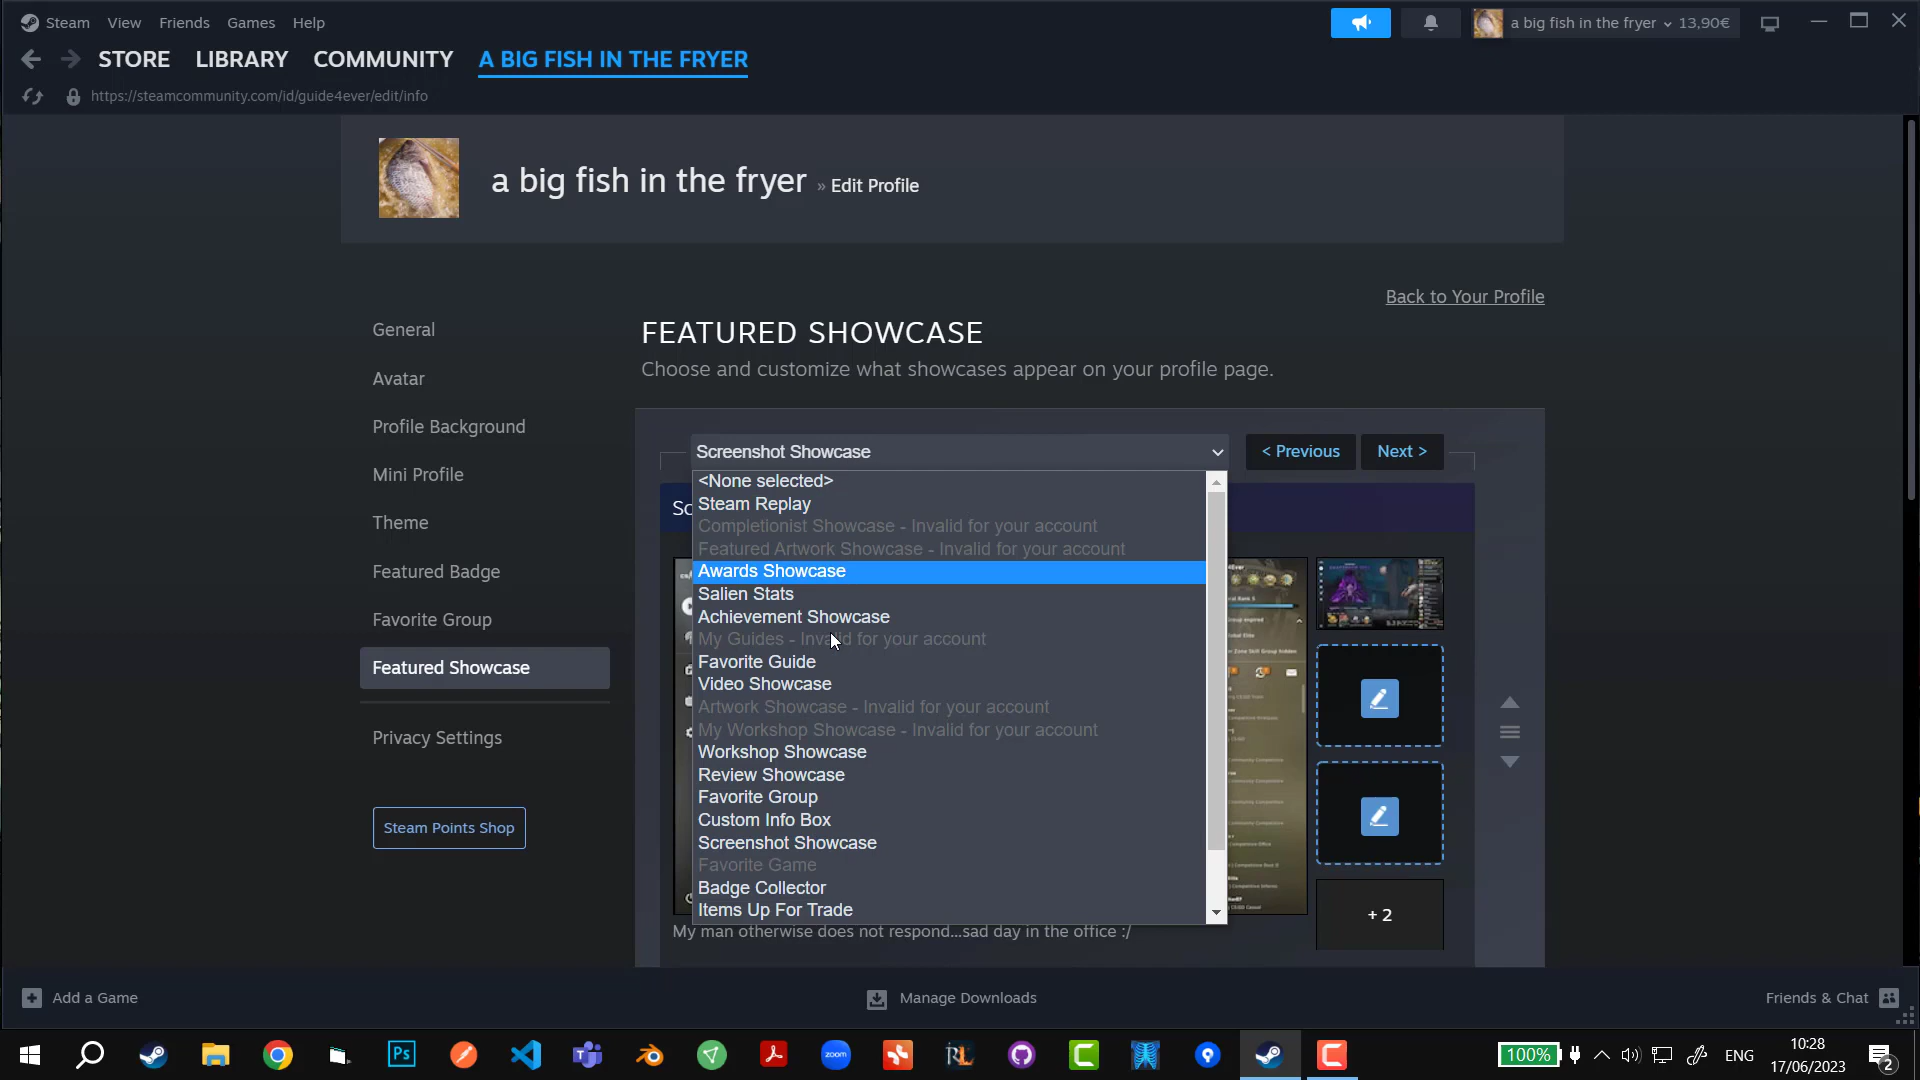 Steam View Friends Games Help
a big fish in the fryer 13,90€
STORE LIBRARY COMMUNITY A BIG FISH IN THE FRYER
https://steamcommunity.com/id/guide4ever/edit/info
a big fish in the fryer » Edit Profile
Back to Your Profile
General
Avatar
Profile Background
Mini Profile
Theme
Featured Badge
Favorite Group
Featured Showcase
Privacy Settings
Steam Points Shop
FEATURED SHOWCASE
Choose and customize what showcases appear on your profile page.
Screenshot Showcase
< Previous
Next >
Sc
<None selected>
Steam Replay
Completionist Showcase - Invalid for your account
Featured Artwork Showcase - Invalid for your account
Awards Showcase
Salien Stats
Achievement Showcase
My Guides - Invalid for your account
Favorite Guide
Video Showcase
Artwork Showcase - Invalid for your account
My Workshop Showcase - Invalid for your account
Workshop Showcase
Review Showcase
Favorite Group
Custom Info Box
Screenshot Showcase
Favorite Game
Badge Collector
Items Up For Trade
+ 2
My man otherwise does not respond...sad day in the office :/
Add a Game
Manage Downloads
Friends & Chat
Ps
zoom
RL
100%
ENG
10:28
17/06/2023
2